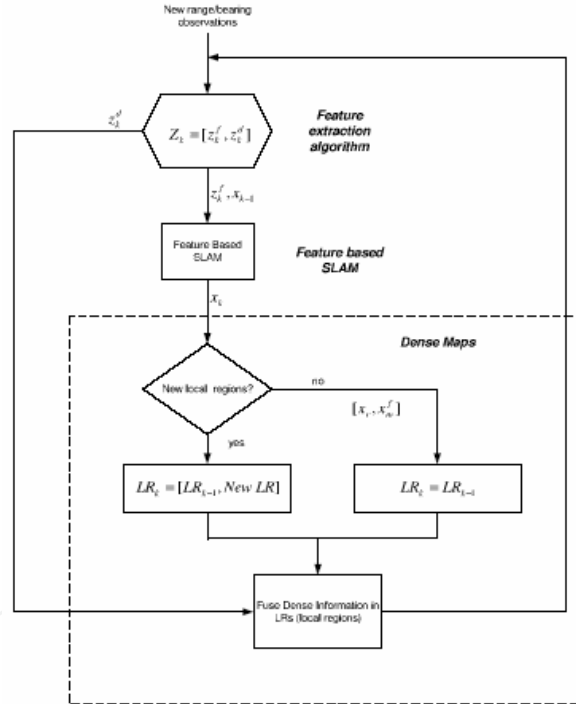 New range/bearing
observations
z_k^d
Z_k = [z_k^f, z_k^d]
Feature
extraction
algorithm
z_k^f, x_{k-1}
Feature Based
SLAM
Feature based
SLAM
x_k
Dense Maps
New local regions?
no
[x_v, x_m^f]
yes
LR_k = [LR_{k-1}, New LR]
LR_k = LR_{k-1}
Fuse Dense Information in
LRs (local regions)